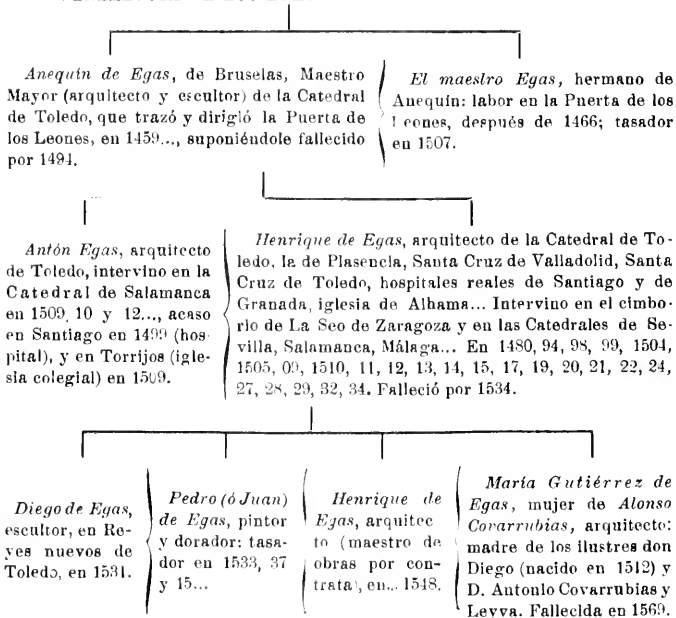 Anequín de Egas, de Bruselas, Maestro
Mayor (arquitecto y escultor) de la Catedral
de Toledo, que trazó y dirigió la Puerta de
los Leones, en 1459..., suponiéndole fallecido
por 1494.
El maestro Egas, hermano de
Anequín: labor en la Puerta de los
Leones, después de 1466; tasador
en 1507.
Antón Egas, arquitecto
de Toledo, intervino en la
Catedral de Salamanca
en 1509, 10 y 12..., acaso
en Santiago en 1499 (hos-
pital), y en Torrijos (igle-
sia colegial) en 1509.
Henrique de Egas, arquitecto de la Catedral de To-
ledo, la de Plasencia, Santa Cruz de Valladolid, Santa
Cruz de Toledo, hospitales reales de Santiago y de
Granada, iglesia de Alhama... Intervino en el cimbo-
rio de La Seo de Zaragoza y en las Catedrales de Se-
villa, Salamanca, Málaga... En 1480, 94, 98, 99, 1504,
1505, 09, 1510, 11, 12, 13, 14, 15, 17, 19, 20, 21, 22, 24,
27, 28, 29, 32, 34. Falleció por 1534.
Diego de Egas,
escultor, en Re-
yes nuevos de
Toledo, en 1531.
Pedro (ó Juan)
de Egas, pintor
y dorador: tasa-
dor en 1533, 37
y 15...
Henrique de
Egas, arquitec
to (maestro de
obras por con-
trata), en... 1548.
María Gutiérrez de
Egas, mujer de Alonso
Covarrubias, arquitecto:
madre de los ilustres don
Diego (nacido en 1512) y
D. Antonio Covarrubias y
Leyva. Fallecida en 1569.